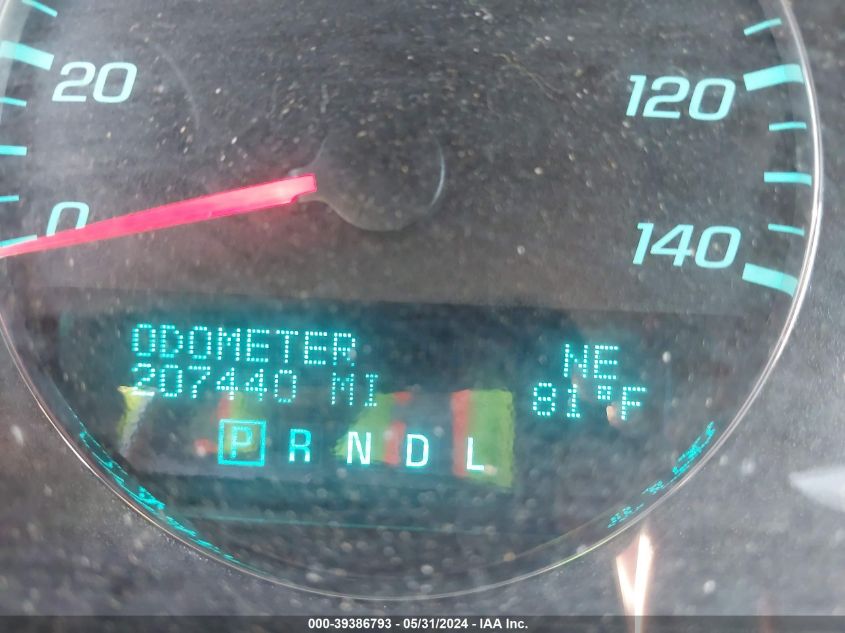 20
120
0
140
ODOMETER
207440 MI
NE
81°F
P R N D L
000-39386793 - 05/31/2024 - IAA Inc.